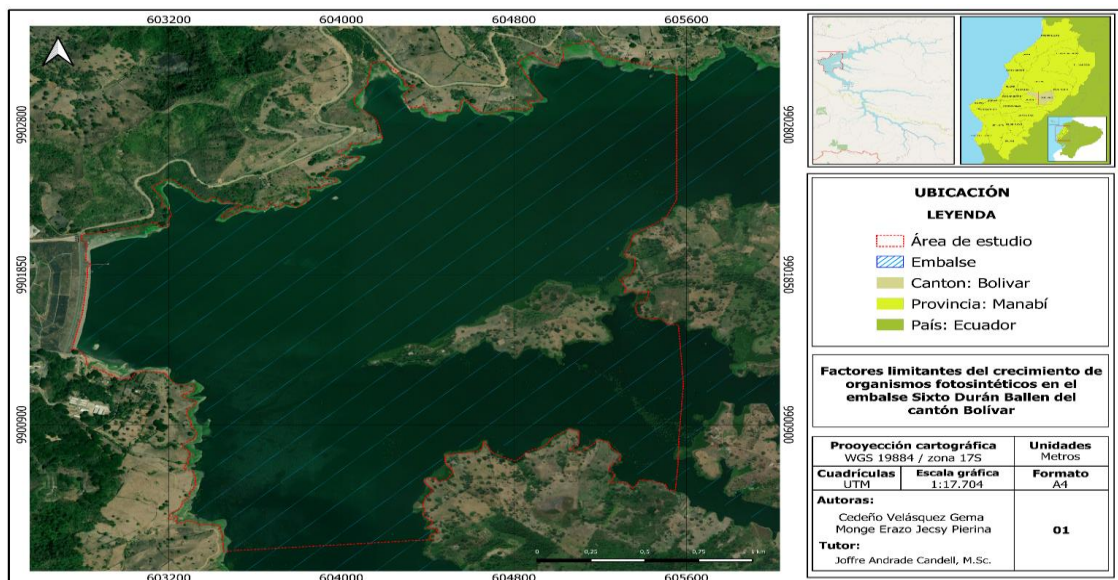 603200 604000 604800 605600
9902800 9902800
9901850 9901850
9900900 9900900
603200 604000 604800 605600
0 0,25 0,5 0,75 1 km
UBICACIÓN
LEYENDA
Área de estudio
Embalse
Canton: Bolivar
Provincia: Manabí
País: Ecuador
Factores limitantes del crecimiento de
organismos fotosintéticos en el
embalse Sixto Durán Ballen del
cantón Bolívar
Prooyección cartográfica
WGS 19884 / zona 17S
Unidades
Metros
Cuadrículas
UTM
Escala gráfica
1:17.704
Formato
A4
Autoras:
Cedeño Velásquez Gema
Monge Erazo Jecsy Pierina
Tutor:
Joffre Andrade Candell, M.Sc.
01